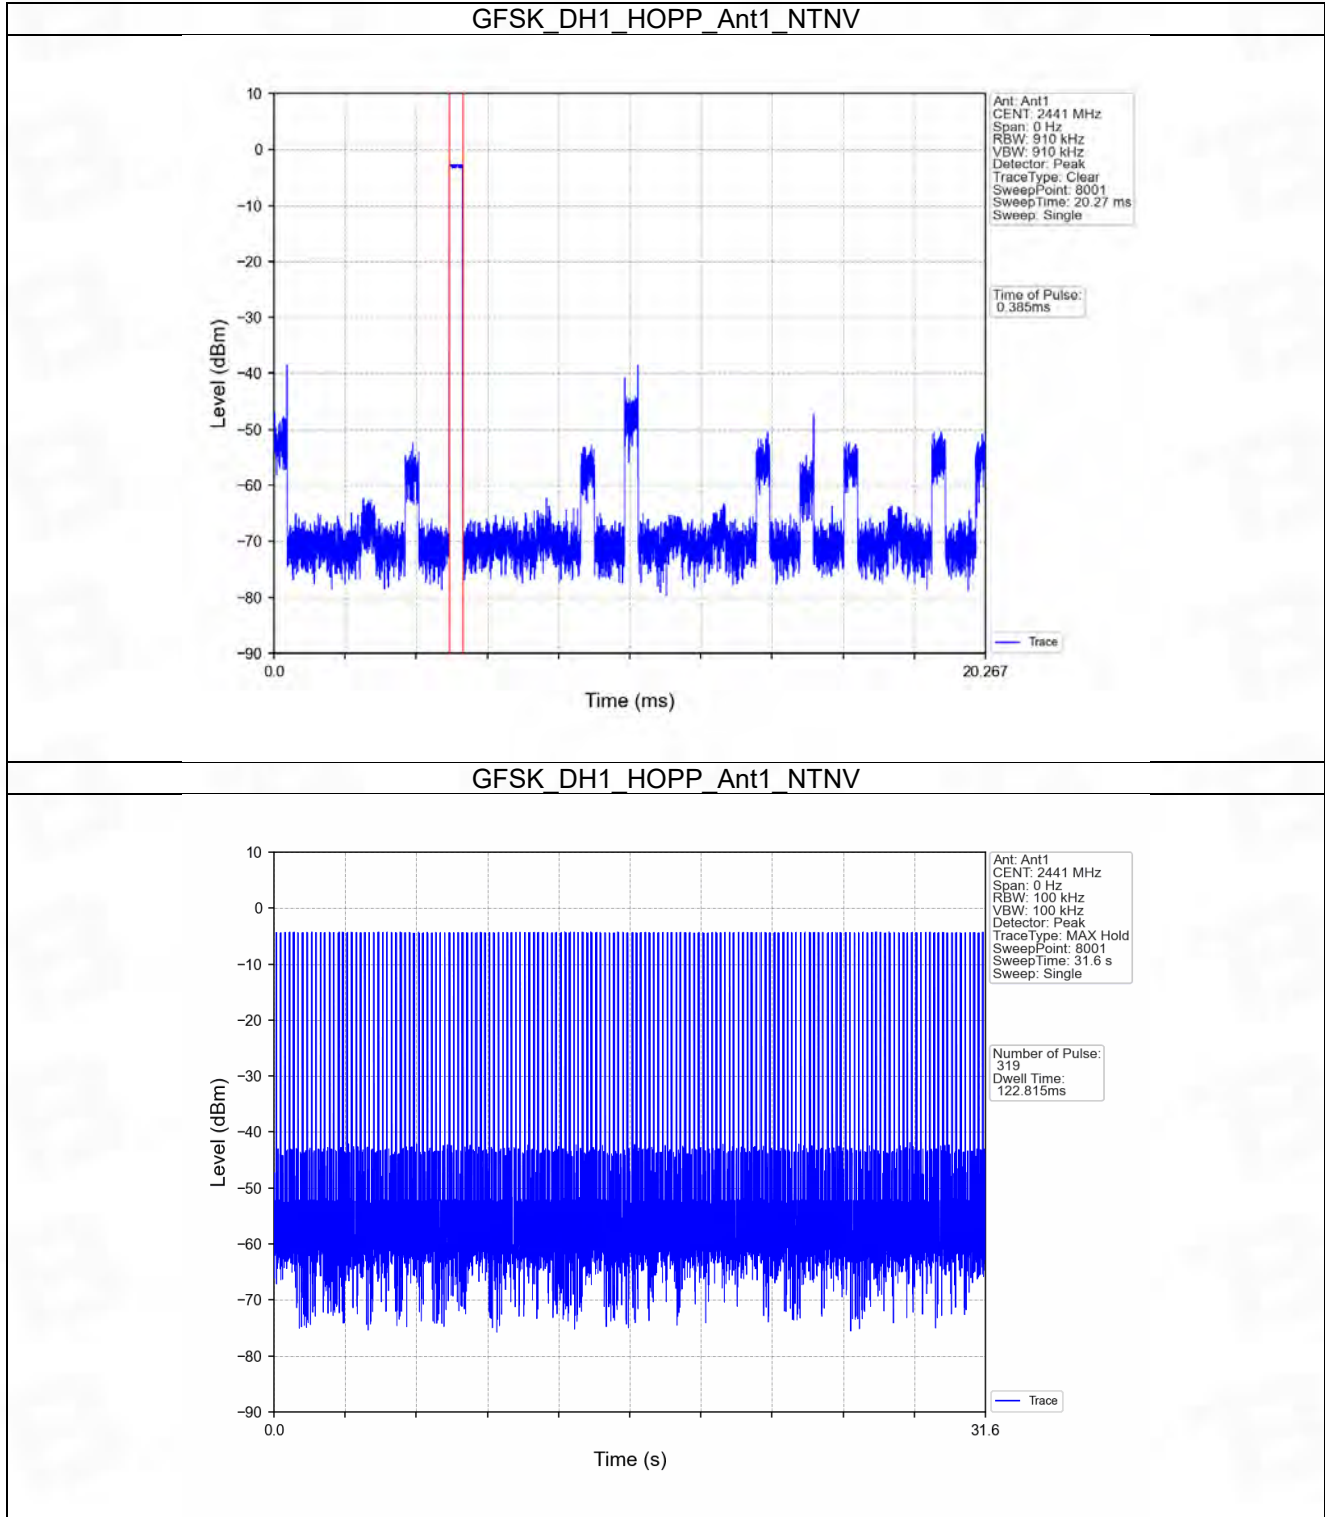 GFSK_DH1_HOPP_Ant1_NTNV
10
0
−10
−20
−30
−40
−50
−60
−70
−80
−90
Level (dBm)
0.0
20.267
Time (ms)
Ant: Ant1
CENT: 2441 MHz
Span: 0 Hz
RBW: 910 kHz
VBW: 910 kHz
Detector: Peak
TraceType: Clear
SweepPoint: 8001
SweepTime: 20.27 ms
Sweep: Single
Time of Pulse:
0.385ms
Trace
GFSK_DH1_HOPP_Ant1_NTNV
10
0
−10
−20
−30
−40
−50
−60
−70
−80
−90
Level (dBm)
0.0
31.6
Time (s)
Ant: Ant1
CENT: 2441 MHz
Span: 0 Hz
RBW: 100 kHz
VBW: 100 kHz
Detector: Peak
TraceType: MAX Hold
SweepPoint: 8001
SweepTime: 31.6 s
Sweep: Single
Number of Pulse:
319
Dwell Time:
122.815ms
Trace